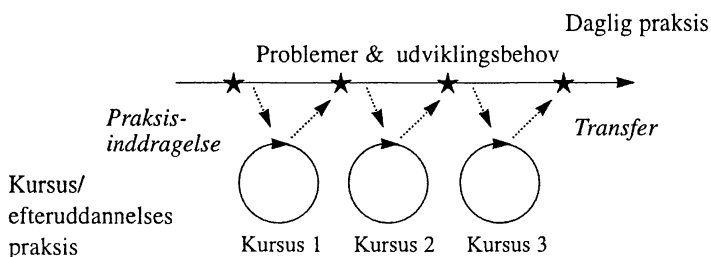 Daglig praksis
Problemer & udviklingsbehov
Praksis-
inddragelse
Transfer
Kursus/
efteruddannelses
praksis
Kursus 1
Kursus 2
Kursus 3